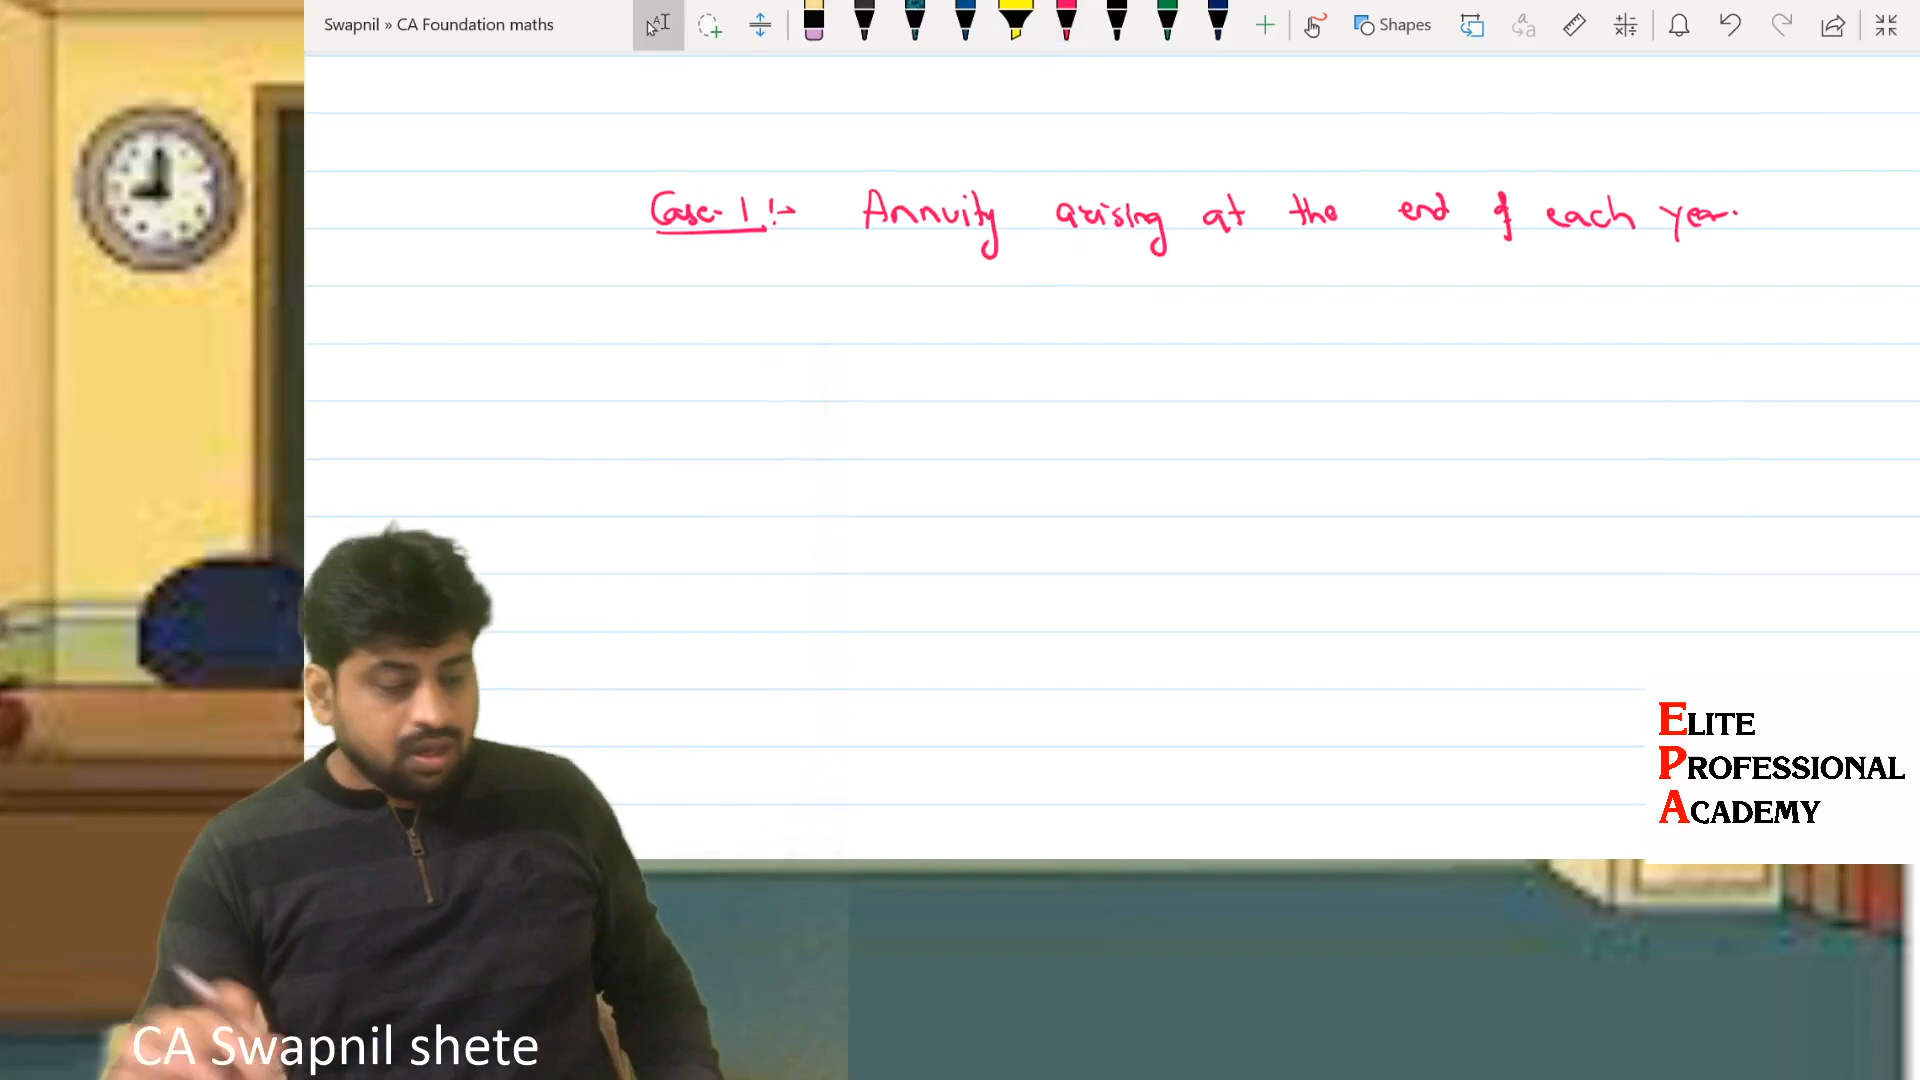 Swapnil » CA Foundation maths
Shapes
Case-1 :- Annuity arising at the end of each year.
ELITE
PROFESSIONAL
ACADEMY
CA Swapnil shete